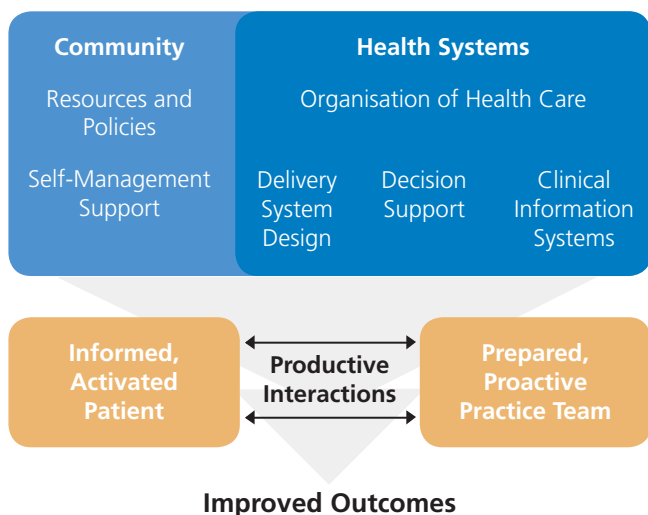 Community
Resources and
Policies
Self-Management
Support
Health Systems
Organisation of Health Care
Delivery
System
Design
Decision
Support
Clinical
Information
Systems
Informed,
Activated
Patient
Productive
Interactions
Prepared,
Proactive
Practice Team
Improved Outcomes